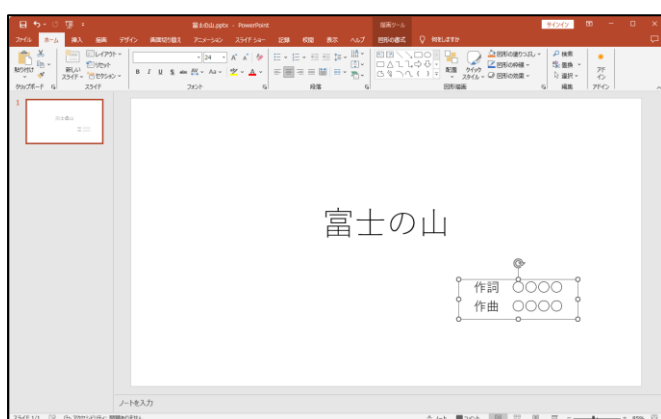 富士の山.pptx - PowerPoint
描画ツール
サインイン
ファイル ホーム 挿入 描画 デザイン 画面切り替え アニメーション スライド ショー 記録 校閲 表示 ヘルプ 図形の書式 何をしますか
貼り付け
新しい
スライド
レイアウト
リセット
セクション
24
B I U S abc Aa A
配置
クイック
スタイル
図形の塗りつぶし
図形の枠線
図形の効果
検索
置換
選択
アド
イン
クリップボード スライド フォント 段落 図形描画 編集 アドイン
1
富士の山
作詞 〇〇〇〇
作曲 〇〇〇〇
ノートを入力
スライド 1/1